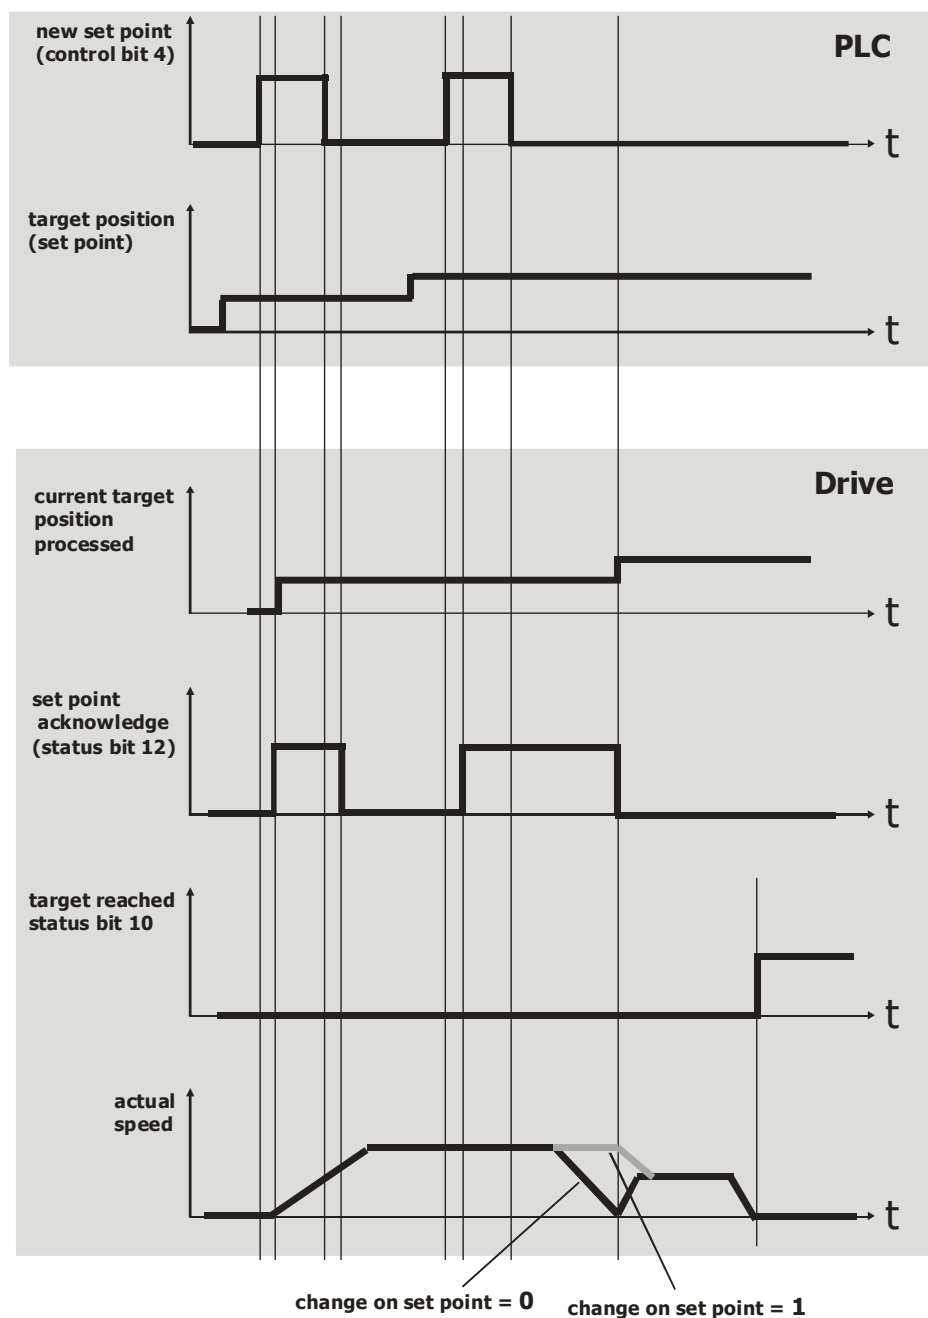 new set point
(control bit 4)
PLC
t
target position
(set point)
t
Drive
current target
position
processed
t
set point
acknowledge
(status bit 12)
t
target reached
status bit 10
t
actual
speed
t
change on set point = 0
change on set point = 1